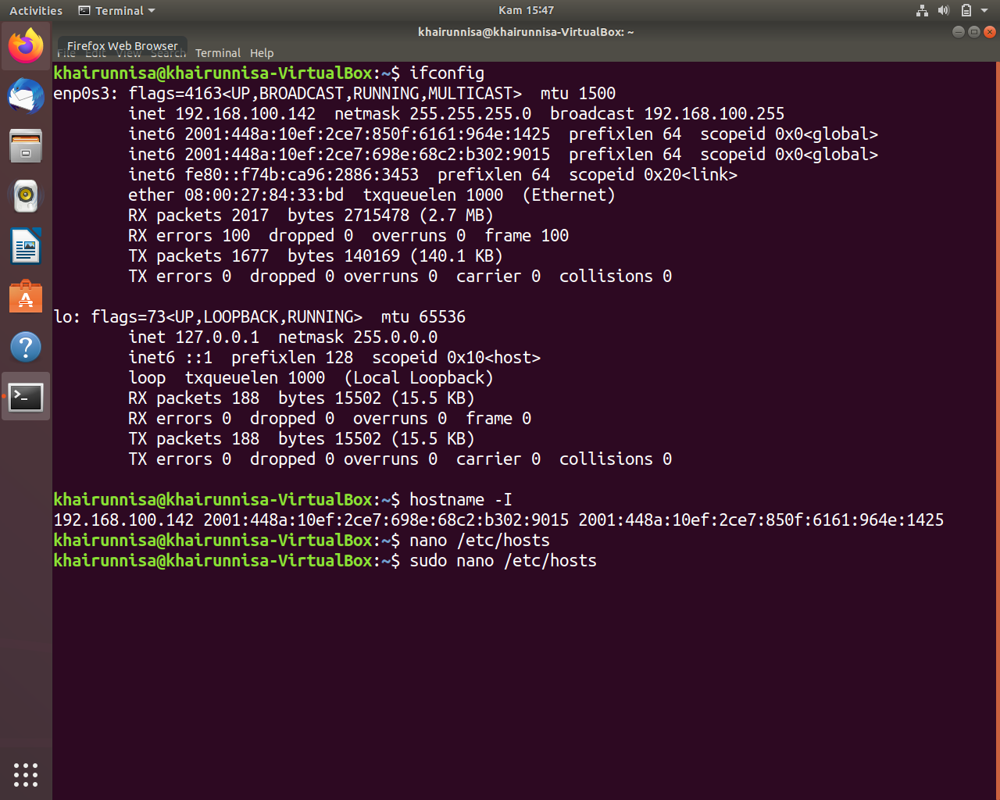 Activities
Terminal
Kam 15:47
khairunnisa@khairunnisa-VirtualBox: ~
Firefox Web Browser
File Edit View Search Terminal Help
khairunnisa@khairunnisa-VirtualBox:~$ ifconfig
enp0s3: flags=4163<UP,BROADCAST,RUNNING,MULTICAST>  mtu 1500
        inet 192.168.100.142  netmask 255.255.255.0  broadcast 192.168.100.255
        inet6 2001:448a:10ef:2ce7:850f:6161:964e:1425  prefixlen 64  scopeid 0x0<global>
        inet6 2001:448a:10ef:2ce7:698e:68c2:b302:9015  prefixlen 64  scopeid 0x0<global>
        inet6 fe80::f74b:ca96:2886:3453  prefixlen 64  scopeid 0x20<link>
        ether 08:00:27:84:33:bd  txqueuelen 1000  (Ethernet)
        RX packets 2017  bytes 2715478 (2.7 MB)
        RX errors 100  dropped 0  overruns 0  frame 100
        TX packets 1677  bytes 140169 (140.1 KB)
        TX errors 0  dropped 0 overruns 0  carrier 0  collisions 0
lo: flags=73<UP,LOOPBACK,RUNNING>  mtu 65536
        inet 127.0.0.1  netmask 255.0.0.0
        inet6 ::1  prefixlen 128  scopeid 0x10<host>
        loop  txqueuelen 1000  (Local Loopback)
        RX packets 188  bytes 15502 (15.5 KB)
        RX errors 0  dropped 0  overruns 0  frame 0
        TX packets 188  bytes 15502 (15.5 KB)
        TX errors 0  dropped 0 overruns 0  carrier 0  collisions 0
khairunnisa@khairunnisa-VirtualBox:~$ hostname -I
192.168.100.142 2001:448a:10ef:2ce7:698e:68c2:b302:9015 2001:448a:10ef:2ce7:850f:6161:964e:1425
khairunnisa@khairunnisa-VirtualBox:~$ nano /etc/hosts
khairunnisa@khairunnisa-VirtualBox:~$ sudo nano /etc/hosts